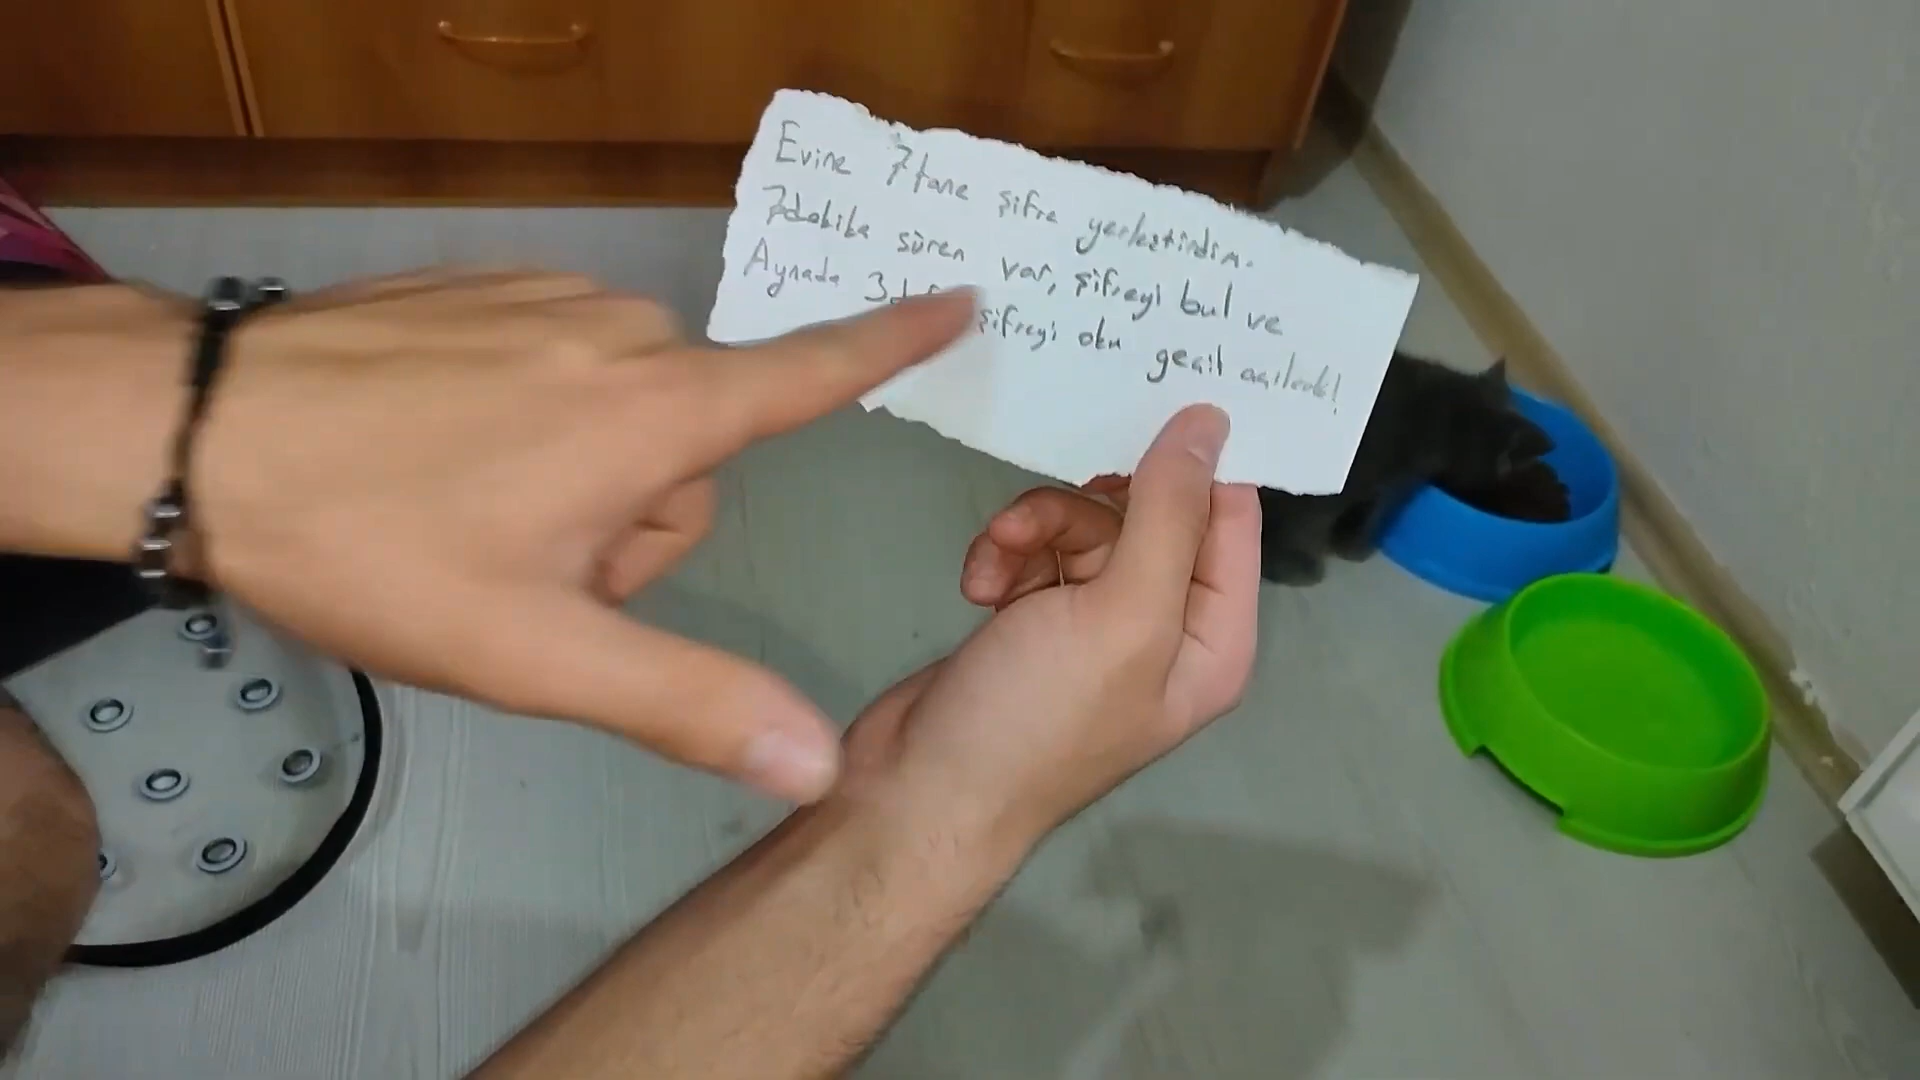 Evine 7 tane şifre yerleştirdim.
7 dakika süren var, şifreyi bul ve
Aynada 3 şifreyi oku geçit açılacak!